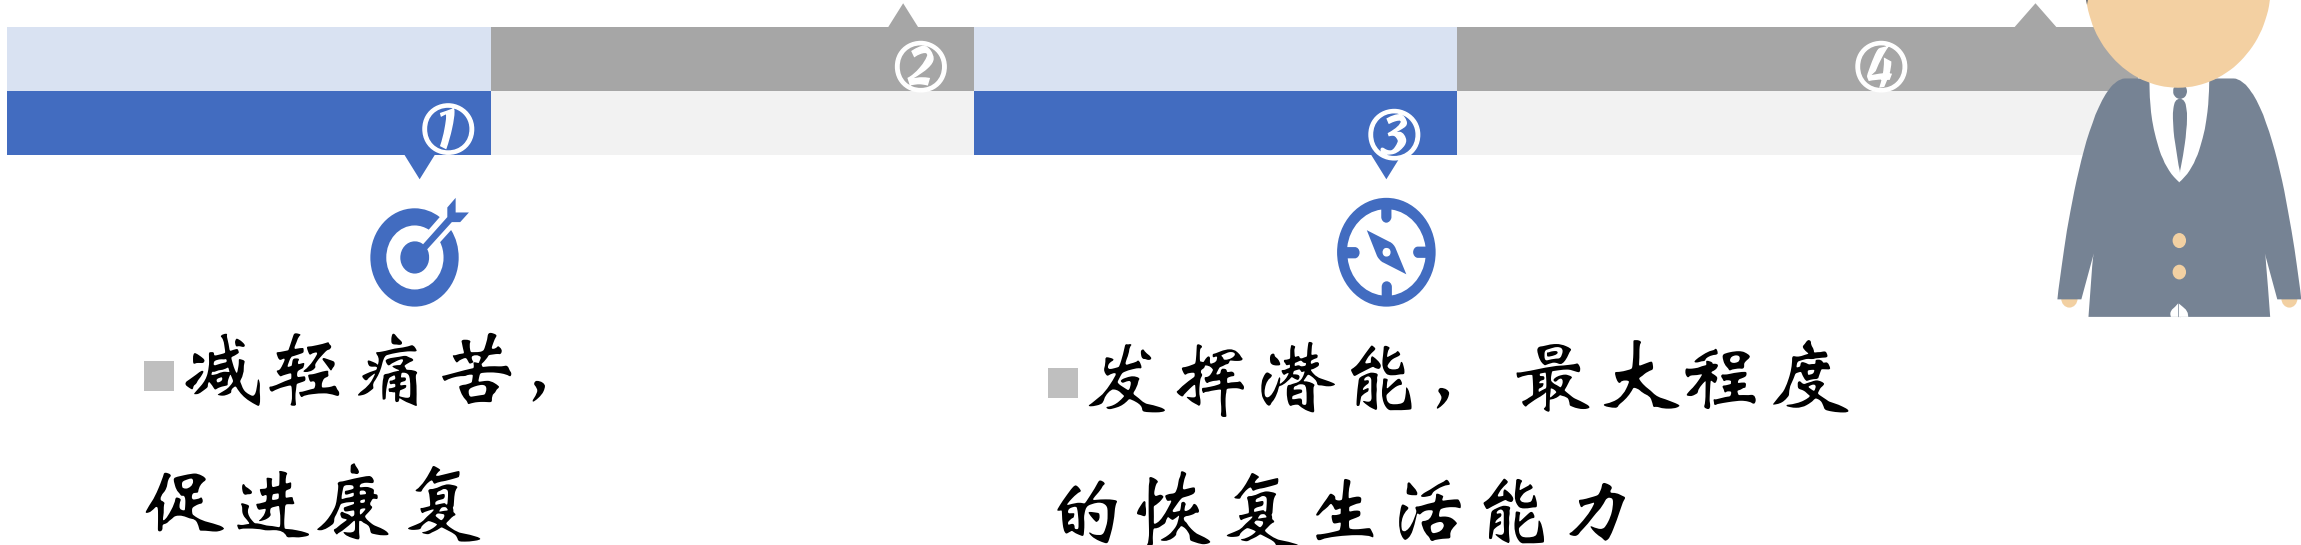 ②
④
①
③
减轻痛苦，
促进康复
发挥潜能，最大程度
的恢复生活能力